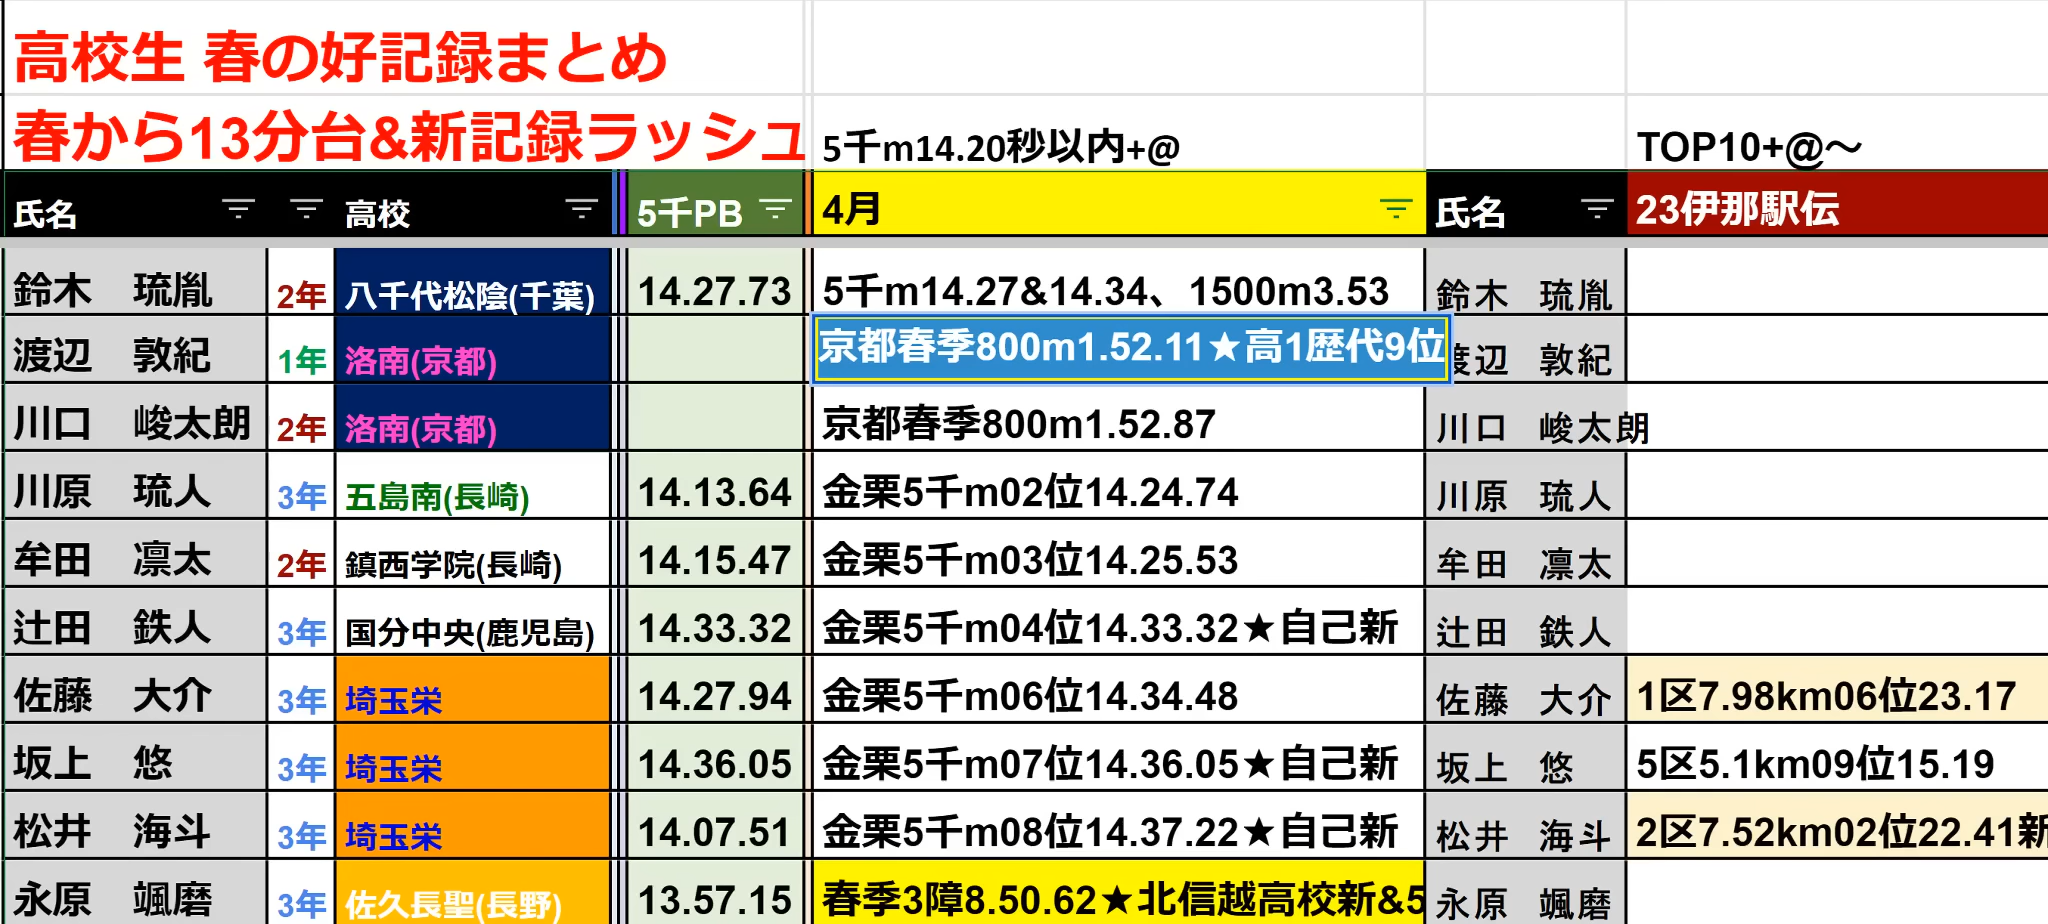 高校生 春の好記録まとめ
春から13分台&新記録ラッシュ 5千m14.20秒以内+@ TOP10+@～
氏名 高校 5千PB 4月 氏名 23伊那駅伝
鈴木 琉胤 2年 八千代松陰(千葉) 14.27.73 5千m14.27&14.34、1500m3.53 鈴木 琉胤
渡辺 敦紀 1年 洛南(京都) 京都春季800m1.52.11★高1歴代9位 渡辺 敦紀
川口 峻太朗 2年 洛南(京都) 京都春季800m1.52.87 川口 峻太朗
川原 琉人 3年 五島南(長崎) 14.13.64 金栗5千m02位14.24.74 川原 琉人
牟田 凛太 2年 鎮西学院(長崎) 14.15.47 金栗5千m03位14.25.53 牟田 凛太
辻田 鉄人 3年 国分中央(鹿児島) 14.33.32 金栗5千m04位14.33.32★自己新 辻田 鉄人
佐藤 大介 3年 埼玉栄 14.27.94 金栗5千m06位14.34.48 佐藤 大介 1区7.98km06位23.17
坂上 悠 3年 埼玉栄 14.36.05 金栗5千m07位14.36.05★自己新 坂上 悠 5区5.1km09位15.19
松井 海斗 3年 埼玉栄 14.07.51 金栗5千m08位14.37.22★自己新 松井 海斗 2区7.52km02位22.41新
永原 颯磨 3年 佐久長聖(長野) 13.57.15 春季3障8.50.62★北信越高校新&5 永原 颯磨